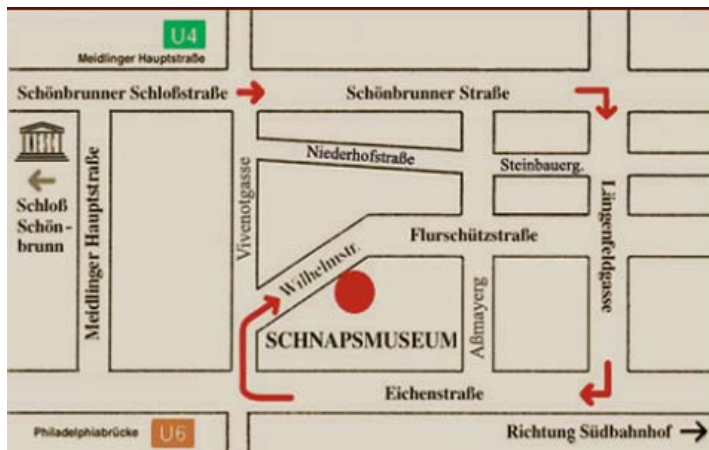 U4
Meidlinger Hauptstraße
Schönbrunner Schloßstraße
Schönbrunner Straße
UNESCO
Schloß
Schön-
brunn
Meidlinger Hauptstraße
Vivenotgasse
Niederhofstraße
Steinbauerg.
Längenfeldgasse
Flurschützstraße
Wilhelmstr.
Aßmayerg
SCHNAPSMUSEUM
Eichenstraße
Philadelphiabrücke
U6
Richtung Südbahnhof